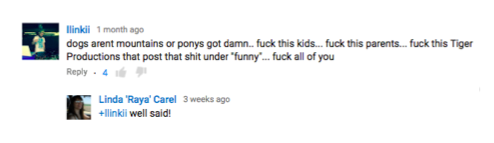 llinkii 1 month ago
dogs arent mountains or ponys got damn.. fuck this kids... fuck this parents... fuck this Tiger
Productions that post that shit under "funny"... fuck all of you
Reply · 4
Linda 'Raya' Carel 3 weeks ago
+llinkii well said!